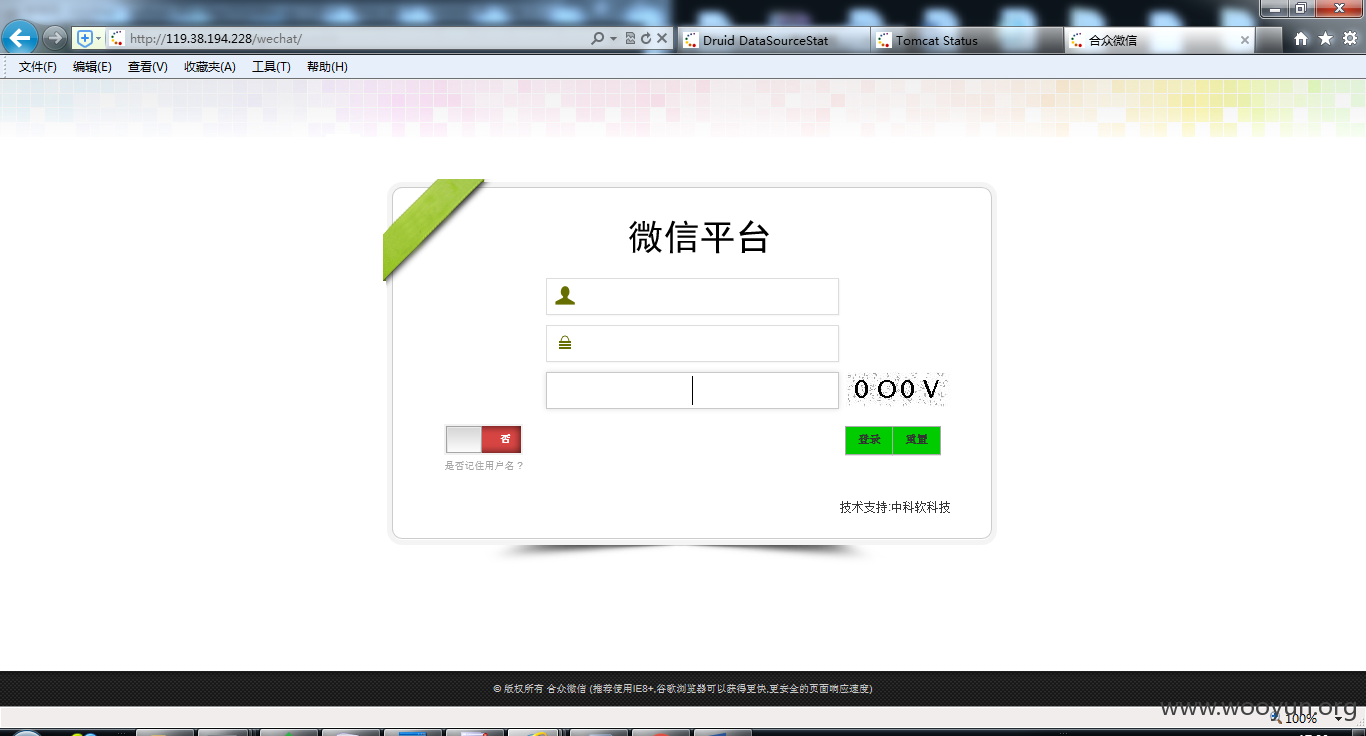 http://119.38.194.228/wechat/
Druid DataSourceStat
Tomcat Status
合众微信
文件(F) 编辑(E) 查看(V) 收藏夹(A) 工具(T) 帮助(H)
微信平台
0 O 0 V
否
登录 重置
是否记住用户名？
技术支持:中科软科技
© 版权所有 合众微信 (推荐使用IE8+,谷歌浏览器可以获得更快,更安全的页面响应速度)
www.wooyun.org
100%